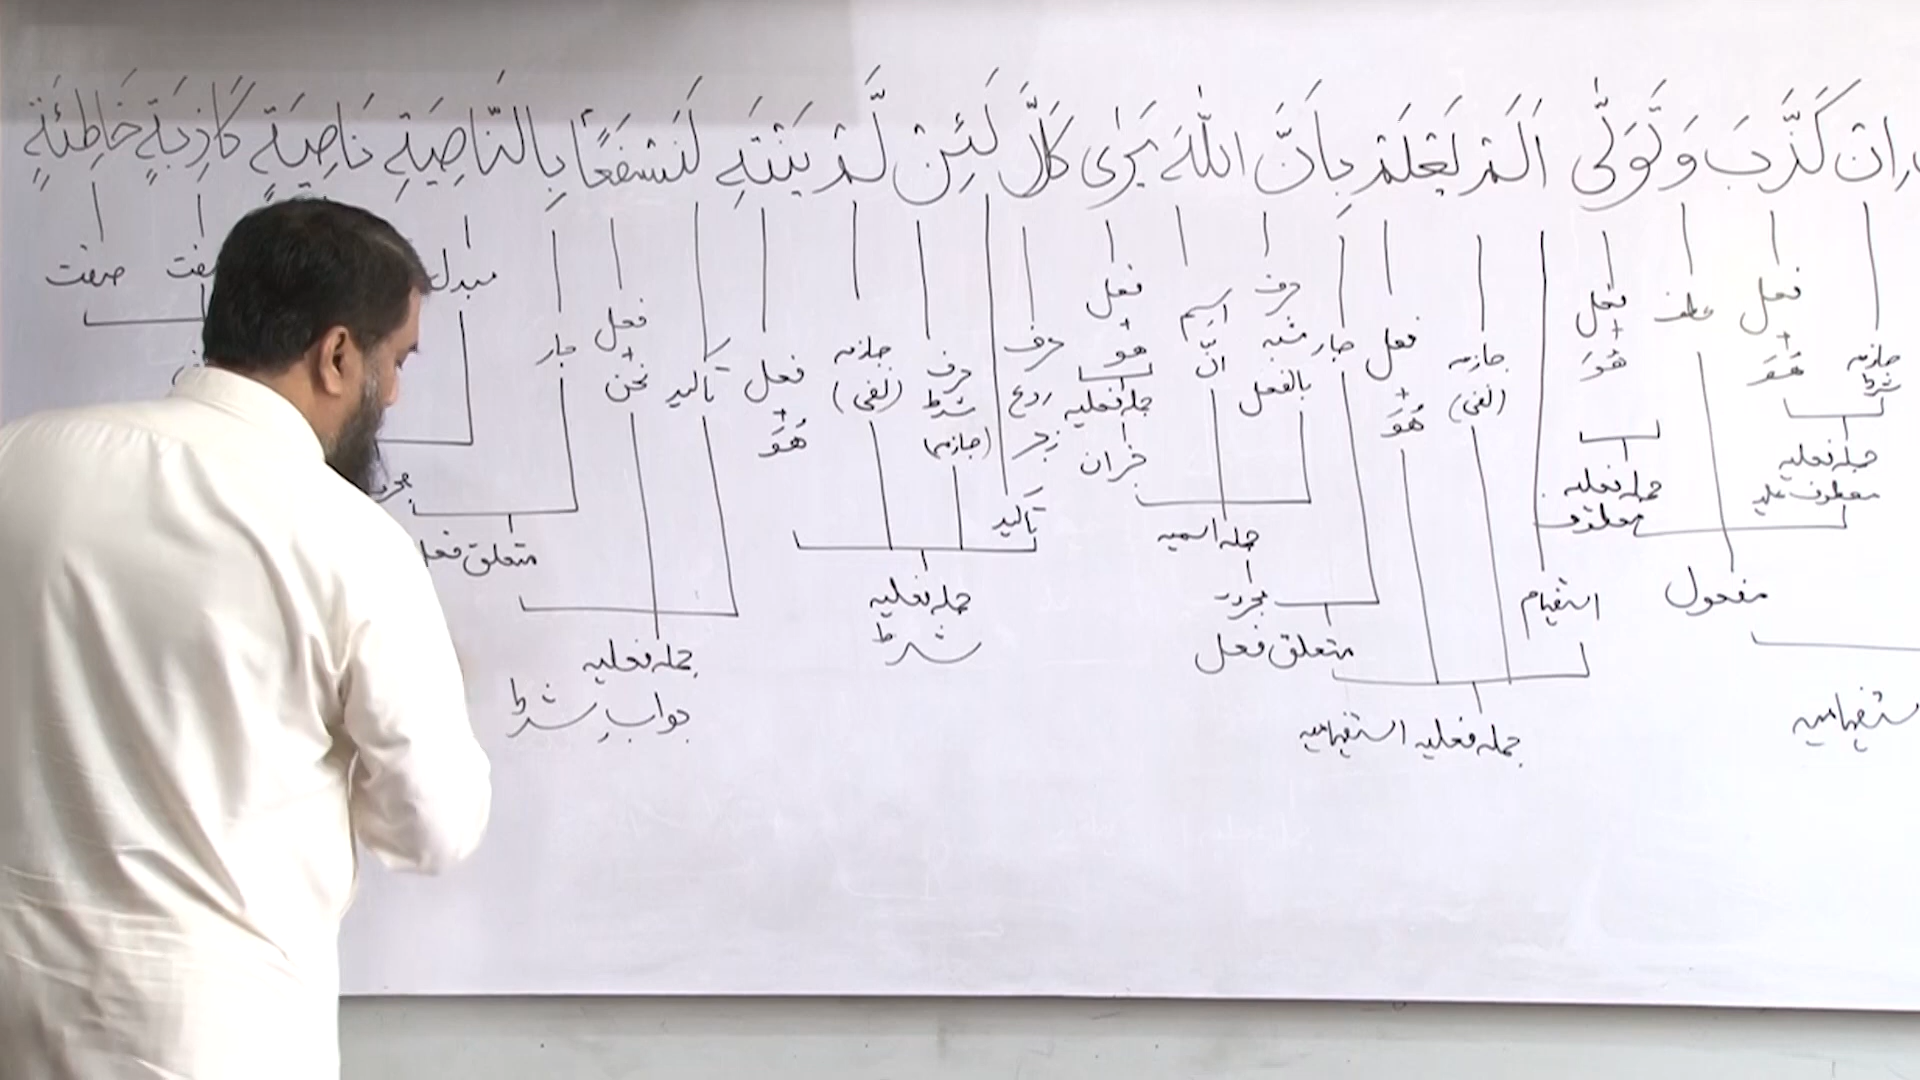 اِنْ كَذَّبَ وَ تَوَلّٰى اَلَمْ يَعْلَمْ بِاَنَّ اللّٰهَ يَرٰى كَلَّا لَئِنْ لَّمْ يَنْتَهِ لَنَسْفَعًا بِالنَّاصِيَةِ نَاصِيَةٍ كَاذِبَةٍ خَاطِئَةٍ
جازمہ شرط
فعل + هُوَ
جملہ فعلیہ معطوف علیہ
عاطف
فعل + هُوَ
جملہ فعلیہ معطوف
مفعول
استفہام
جازمہ (نفی)
فعل + هُوَ
جار
حرف مشبہ بالفعل
اسم انّ
فعل + هو
جملہ فعلیہ
خبر ان
جملہ اسمیہ
مجرور
متعلق فعل
جملہ فعلیہ استفہامیہ
حرف ردع زجر
تاکید
حرف شرط (جازمہ)
جازمہ (نفی)
فعل + هُوَ
جملہ فعلیہ
شرط
تاکید
فعل + نحن
جار
مبدل
متعلق فعل
جملہ فعلیہ
جوابِ شرط
صفت